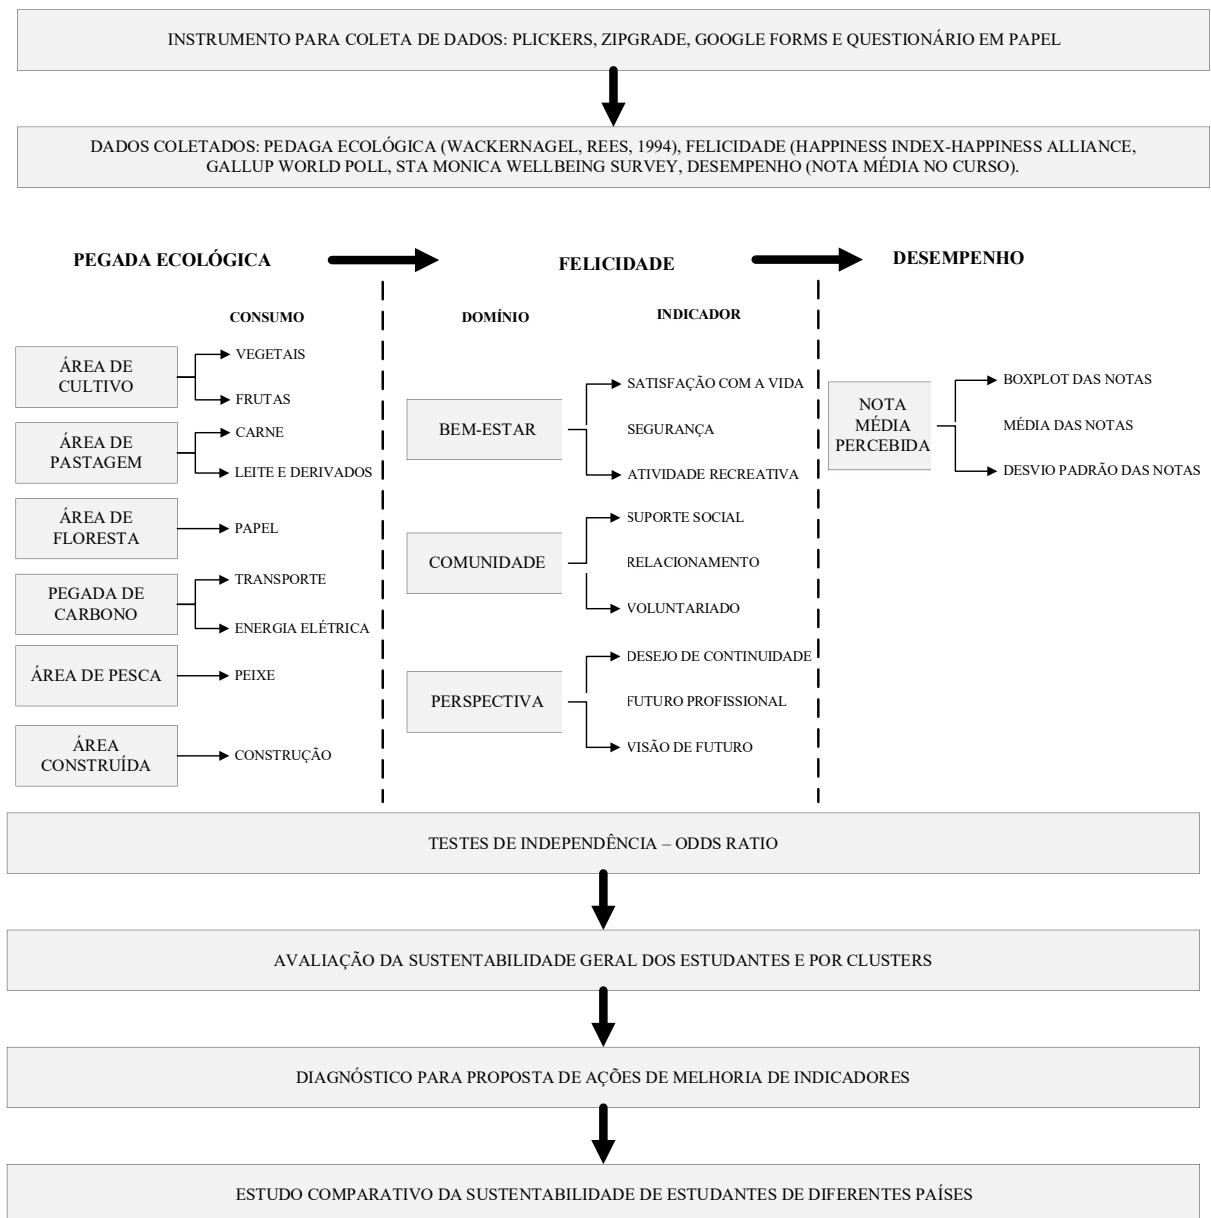 INSTRUMENTO PARA COLETA DE DADOS: PLICKERS, ZIPGRADE, GOOGLE FORMS E QUESTIONÁRIO EM PAPEL
DADOS COLETADOS: PEDAGA ECOLÓGICA (WACKERNAGEL, REES, 1994), FELICIDADE (HAPPINESS INDEX-HAPPINESS ALLIANCE,
GALLUP WORLD POLL, STA MONICA WELLBEING SURVEY, DESEMPENHO (NOTA MÉDIA NO CURSO).
PEGADA ECOLÓGICA
FELICIDADE
DESEMPENHO
CONSUMO
DOMÍNIO
INDICADOR
ÁREA DE
CULTIVO
VEGETAIS
FRUTAS
ÁREA DE
PASTAGEM
CARNE
LEITE E DERIVADOS
ÁREA DE
FLORESTA
PAPEL
PEGADA DE
CARBONO
TRANSPORTE
ENERGIA ELÉTRICA
ÁREA DE PESCA
PEIXE
ÁREA
CONSTRUÍDA
CONSTRUÇÃO
BEM-ESTAR
SATISFAÇÃO COM A VIDA
SEGURANÇA
ATIVIDADE RECREATIVA
COMUNIDADE
SUPORTE SOCIAL
RELACIONAMENTO
VOLUNTARIADO
PERSPECTIVA
DESEJO DE CONTINUIDADE
FUTURO PROFISSIONAL
VISÃO DE FUTURO
NOTA
MÉDIA
PERCEBIDA
BOXPLOT DAS NOTAS
MÉDIA DAS NOTAS
DESVIO PADRÃO DAS NOTAS
TESTES DE INDEPENDÊNCIA – ODDS RATIO
AVALIAÇÃO DA SUSTENTABILIDADE GERAL DOS ESTUDANTES E POR CLUSTERS
DIAGNÓSTICO PARA PROPOSTA DE AÇÕES DE MELHORIA DE INDICADORES
ESTUDO COMPARATIVO DA SUSTENTABILIDADE DE ESTUDANTES DE DIFERENTES PAÍSES